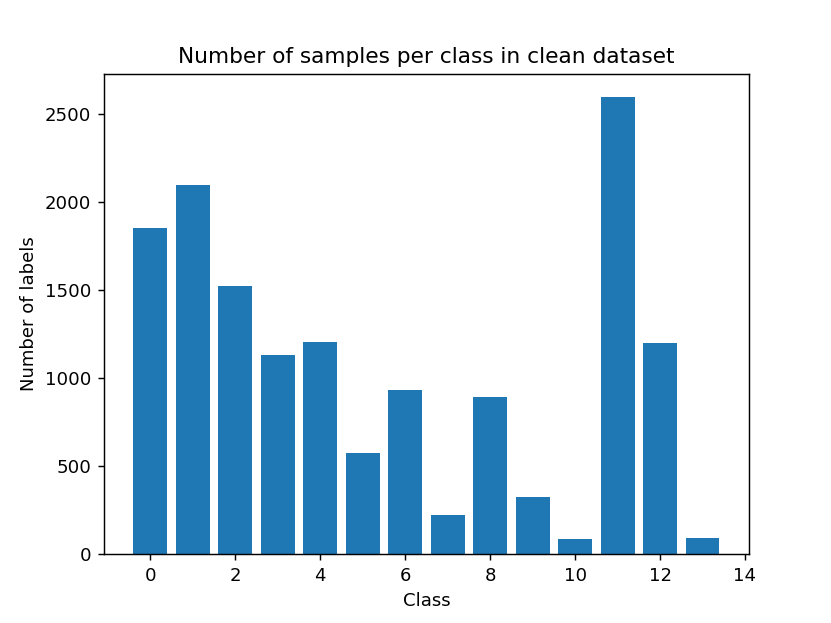 Number of samples per class in clean dataset
2500
2000
1500
1000
500
0
Number of labels
0 2 4 6 8 10 12 14
Class